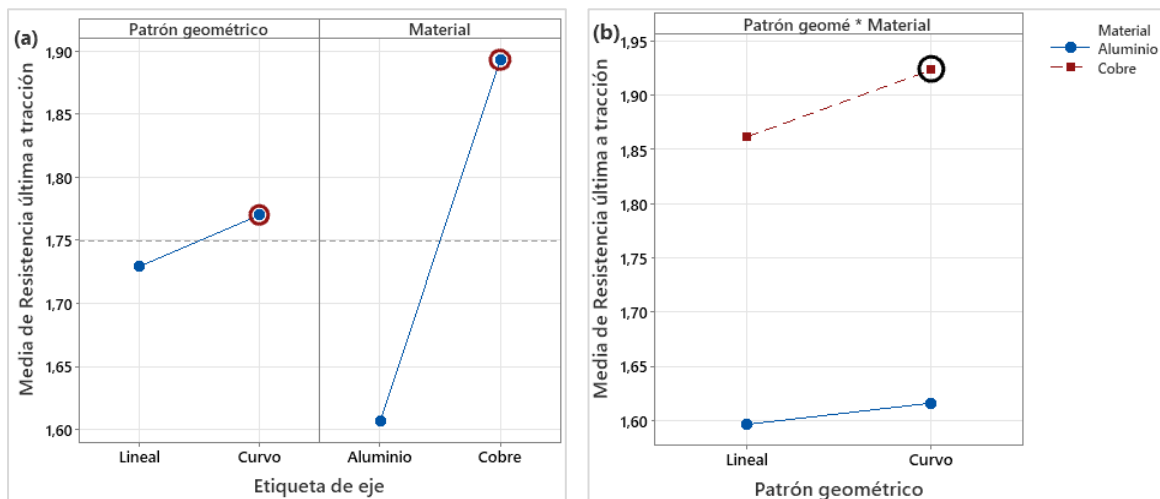 (a)
Patrón geométrico
Material
Media de Resistencia última a tracción
1,90
1,85
1,80
1,75
1,70
1,65
1,60
Lineal
Curvo
Aluminio
Cobre
Etiqueta de eje
(b)
Patrón geomé * Material
Media de Resistencia última a tracción
1,95
1,90
1,85
1,80
1,75
1,70
1,65
1,60
Lineal
Curvo
Patrón geométrico
Material
Aluminio
Cobre